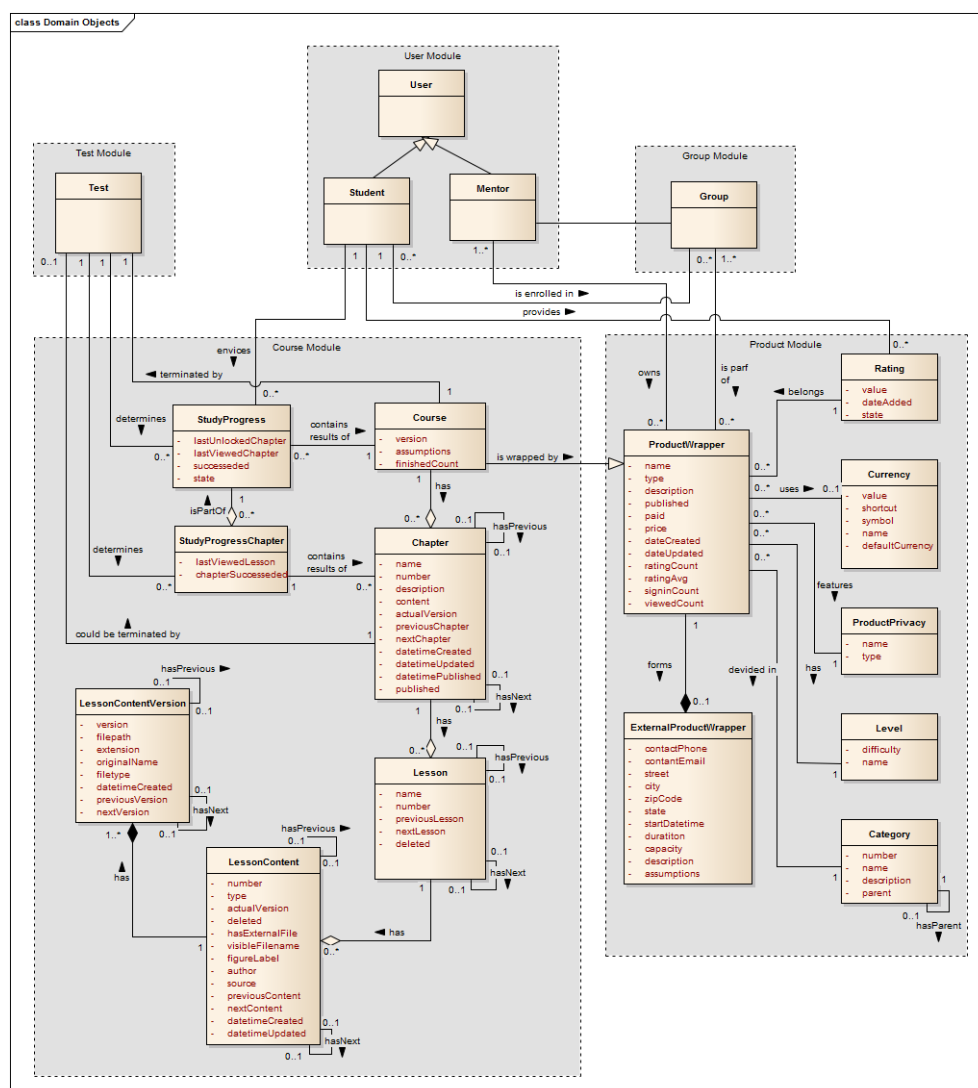 class Domain Objects
User Module
User
Student
Mentor
1
1
0..*
1..*
Test Module
Test
0..1
1
1
1
Group Module
Group
0..*
1..*
is enrolled in
provides
Course Module
envices
terminated by
0..*
1
determines
0..*
StudyProgress
- lastUnlockedChapter
- lastViewedChapter
- successeded
- state
contains
results of
0..*
1
Course
- version
- assumptions
- finishedCount
is wrapped by
1
has
0..*
isPartOf
1
0..*
determines
0..*
StudyProgressChapter
- lastViewedLesson
- chapterSuccesseded
contains
results of
1
0..*
could be terminated by
1
Chapter
- name
- number
- description
- content
- actualVersion
- previousChapter
- nextChapter
- datetimeCreated
- datetimeUpdated
- datetimePublished
- published
0..1
hasPrevious
0..1
0..1
hasNext
0..1
1
has
0..*
hasPrevious
0..1
0..1
LessonContentVersion
- version
- filepath
- extension
- originalName
- filetype
- datetimeCreated
- previousVersion
- nextVersion
0..1
hasNext
0..1
1..*
has
1
Lesson
- name
- number
- previousLesson
- nextLesson
- deleted
0..1
hasPrevious
0..1
0..1
hasNext
0..1
1
has
0..*
hasPrevious
0..1
0..1
LessonContent
- number
- type
- actualVersion
- deleted
- hasExternalFile
- visibleFilename
- figureLabel
- author
- source
- previousContent
- nextContent
- datetimeCreated
- datetimeUpdated
0..1
hasNext
0..1
Product Module
owns
0..*
is parf
of
0..*
0..*
Rating
- value
- dateAdded
- state
belongs
1
0..*
ProductWrapper
- name
- type
- description
- published
- paid
- price
- dateCreated
- dateUpdated
- ratingCount
- ratingAvg
- signinCount
- viewedCount
0..*
uses
0..1
Currency
- value
- shortcut
- symbol
- name
- defaultCurrency
0..*
0..*
0..*
features
1
ProductPrivacy
- name
- type
1
forms
0..1
devided in
has
ExternalProductWrapper
- contactPhone
- contantEmail
- street
- city
- zipCode
- state
- startDatetime
- duratiton
- capacity
- description
- assumptions
Level
- difficulty
- name
1
Category
- number
- name
- description
- parent
1
1
0..1
hasParent